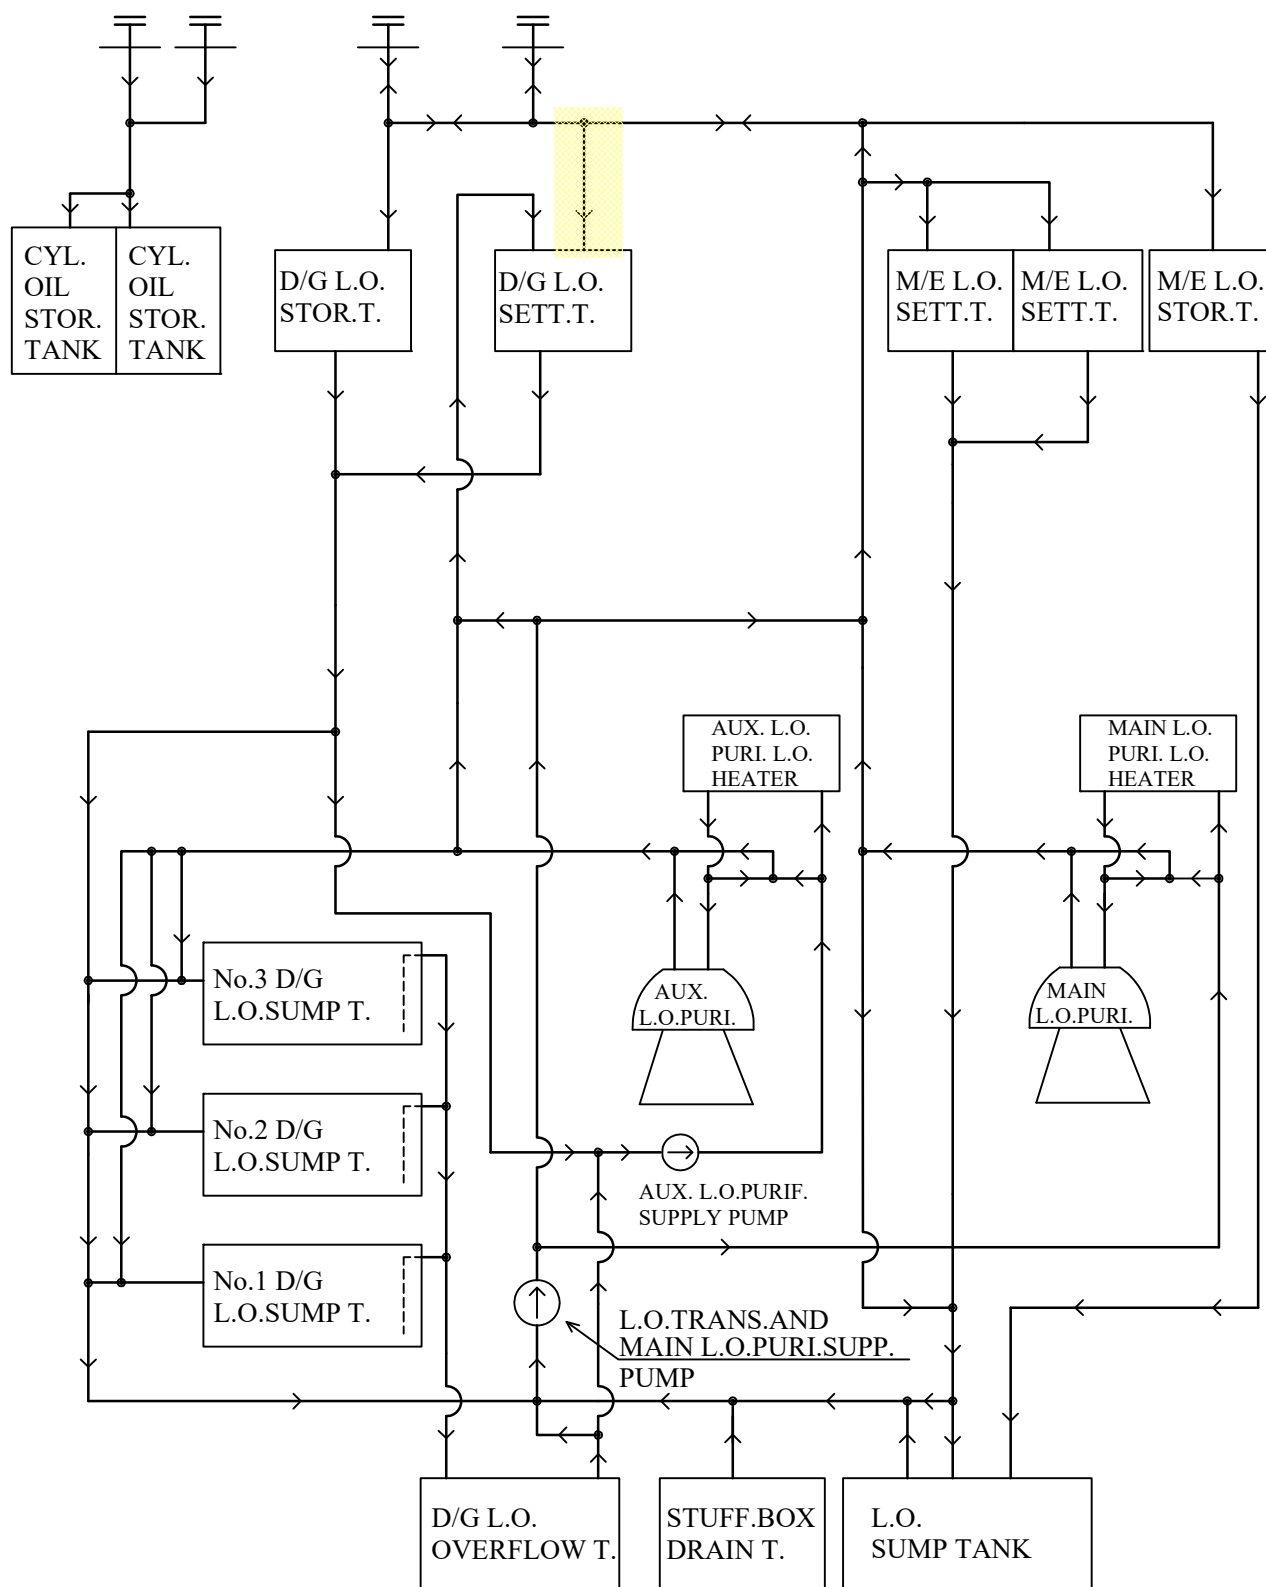 CYL.
OIL
STOR.
TANK
CYL.
OIL
STOR.
TANK
D/G L.O.
STOR.T.
D/G L.O.
SETT.T.
M/E L.O.
SETT.T.
M/E L.O.
SETT.T.
M/E L.O.
STOR.T.
AUX. L.O.
PURI. L.O.
HEATER
MAIN L.O.
PURI. L.O.
HEATER
No.3 D/G
L.O.SUMP T.
AUX.
L.O.PURI.
MAIN
L.O.PURI.
No.2 D/G
L.O.SUMP T.
AUX. L.O.PURIF.
SUPPLY PUMP
No.1 D/G
L.O.SUMP T.
L.O.TRANS.AND
MAIN L.O.PURI.SUPP.
PUMP
D/G L.O.
OVERFLOW T.
STUFF.BOX
DRAIN T.
L.O.
SUMP TANK